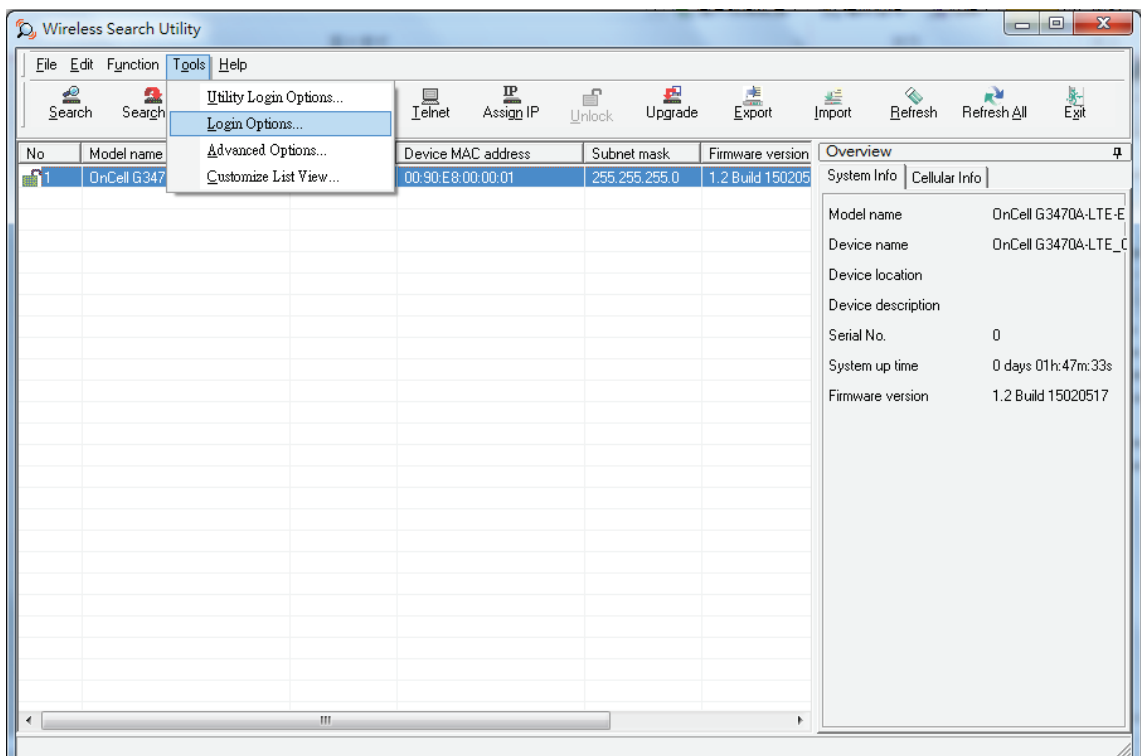 Wireless Search Utility
File Edit Function Tools Help
Search Search Telnet Assign IP Unlock Upgrade Export Import Refresh Refresh All Exit
Utility Login Options...
Login Options...
Advanced Options...
Customize List View...
No Model name Device MAC address Subnet mask Firmware version
1 OnCell G347 00:90:E8:00:00:01 255.255.255.0 1.2 Build 150205
Overview
System Info Cellular Info
Model name OnCell G3470A-LTE-E
Device name OnCell G3470A-LTE_
Device location
Device description
Serial No. 0
System up time 0 days 01h:47m:33s
Firmware version 1.2 Build 15020517